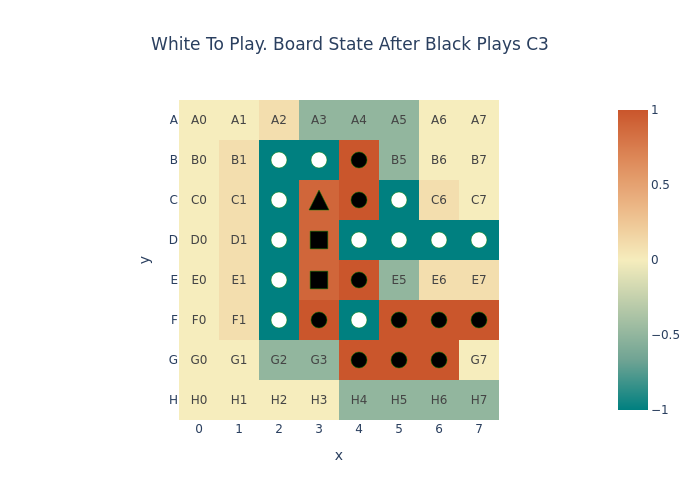 White To Play. Board State After Black Plays C3
A A0 A1 A2 A3 A4 A5 A6 A7
B B0 B1 B5 B6 B7
C C0 C1 C6 C7
D D0 D1
E E0 E1 E5 E6 E7
F F0 F1
G G0 G1 G2 G3 G7
H H0 H1 H2 H3 H4 H5 H6 H7
0 1 2 3 4 5 6 7
x
y
1
0.5
0
−0.5
−1